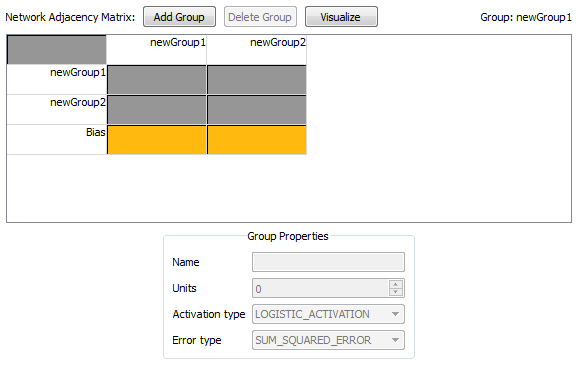 Network Adjacency Matrix: Add Group Delete Group Visualize Group: newGroup1
newGroup1 newGroup2
newGroup1
newGroup2
Bias
Group Properties
Name
Units 0
Activation type LOGISTIC_ACTIVATION
Error type SUM_SQUARED_ERROR